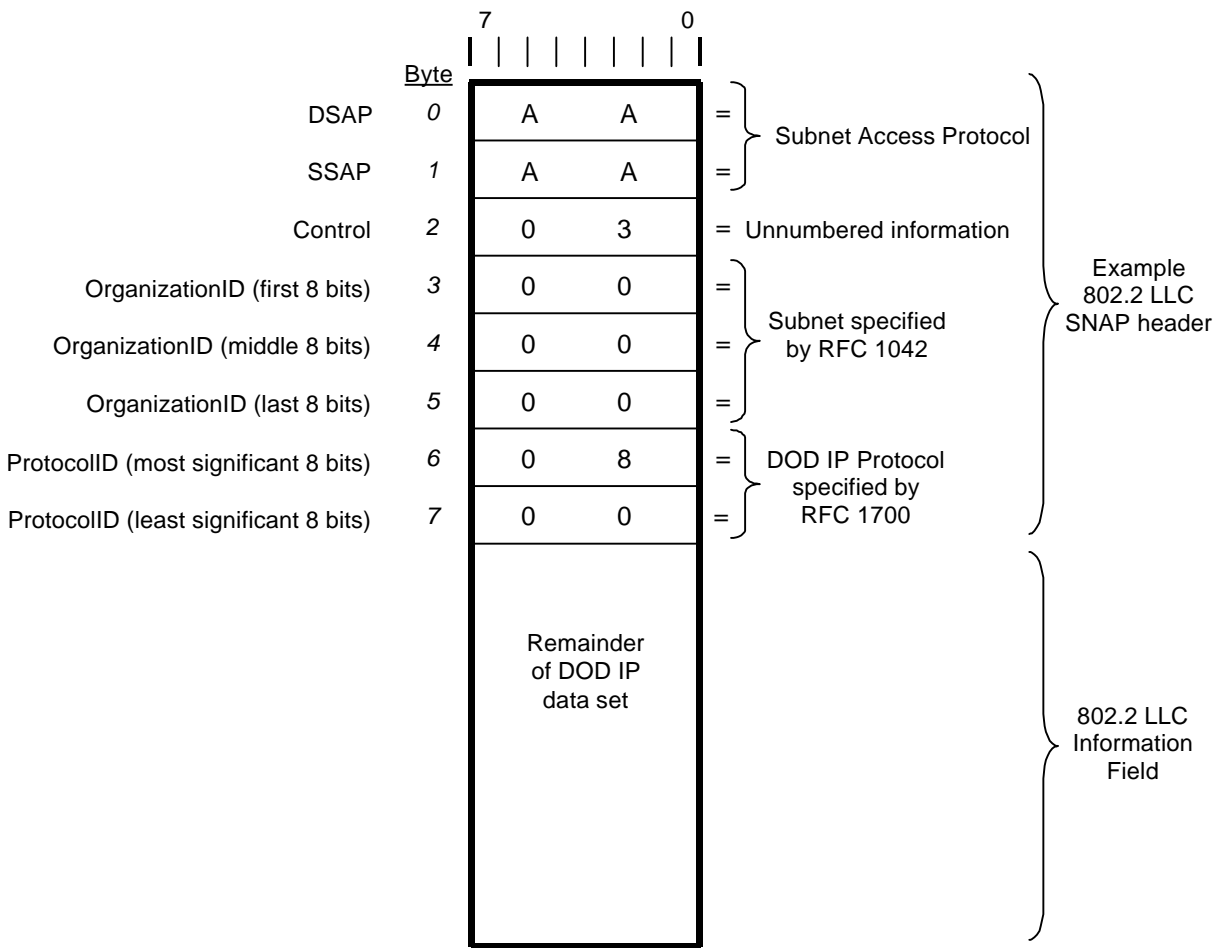 7 0
Byte
DSAP 0 A A =
Subnet Access Protocol
SSAP 1 A A =
Control 2 0 3 = Unnumbered information
OrganizationID (first 8 bits) 3 0 0 =
OrganizationID (middle 8 bits) 4 0 0 =
Subnet specified
by RFC 1042
OrganizationID (last 8 bits) 5 0 0 =
ProtocolID (most significant 8 bits) 6 0 8 =
DOD IP Protocol
specified by
RFC 1700
ProtocolID (least significant 8 bits) 7 0 0 =
Example
802.2 LLC
SNAP header
Remainder
of DOD IP
data set
802.2 LLC
Information
Field